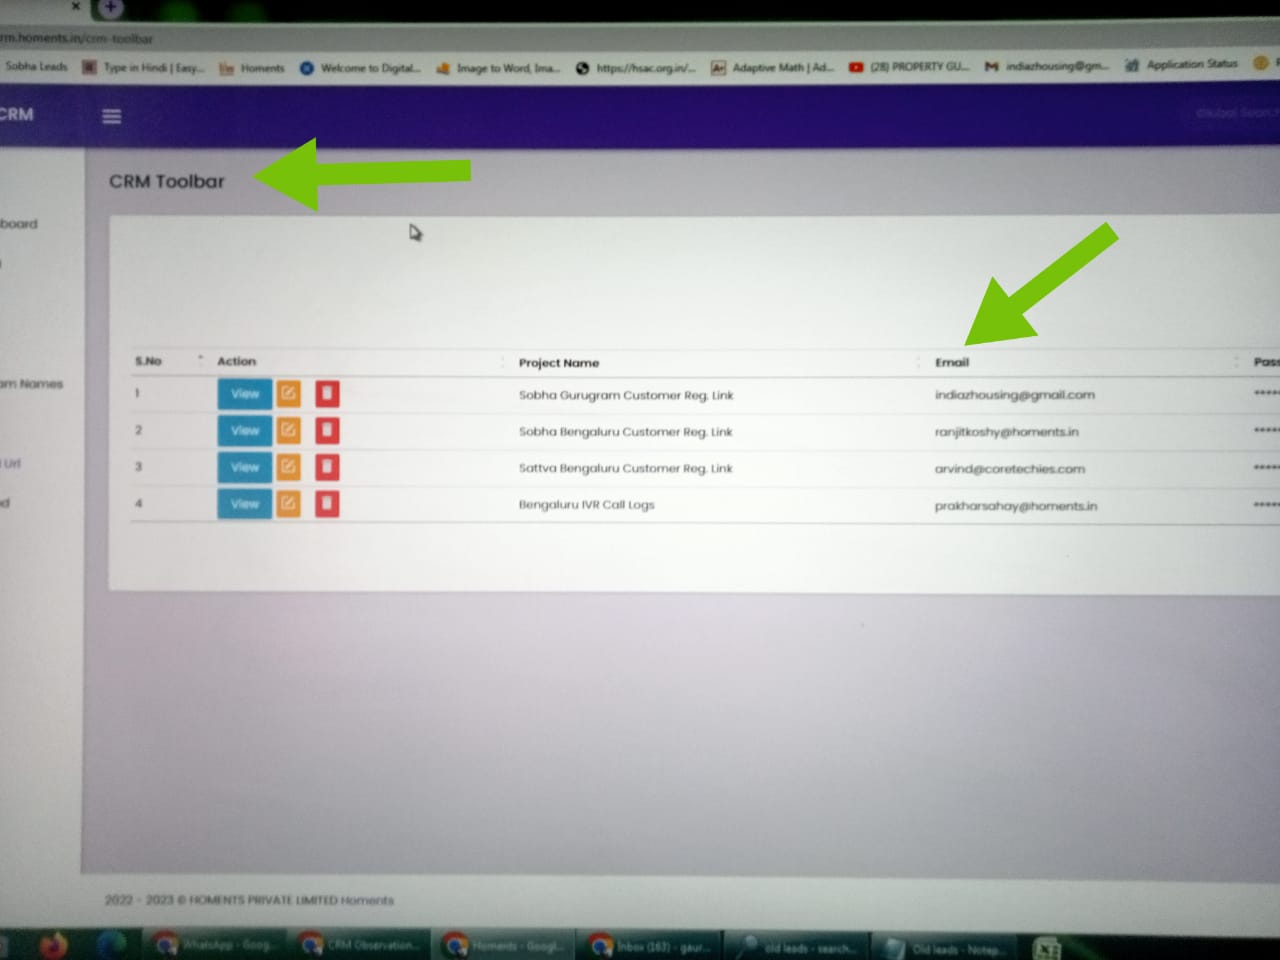 rm.homents.in/crm-toolbar
Sobha Leads Type in Hindi | Easy... Homents Welcome to Digital... Image to Word, Ima... https://hsac.org.in/... Adaptive Math | Ad... (28) PROPERTY GU... indiazhousing@gm... Application Status
CRM Global Search
CRM Toolbar
board
S.No Action Project Name Email Pass
am Names
1 View Sobha Gurugram Customer Reg. Link indiazhousing@gmail.com ****
2 View Sobha Bengaluru Customer Reg. Link ranjitkoshy@homents.in ****
3 View Sattva Bengaluru Customer Reg. Link arvind@coretechies.com ****
Url
4 View Bengaluru IVR Call Logs prakharsahay@homents.in ****
d
2022 - 2023 © HOMENTS PRIVATE LIMITED Homents
WhatsApp - Goog... CRM Observation... Homents - Googl... Inbox (163) - gaur... old leads - search... Old leads - Notep...